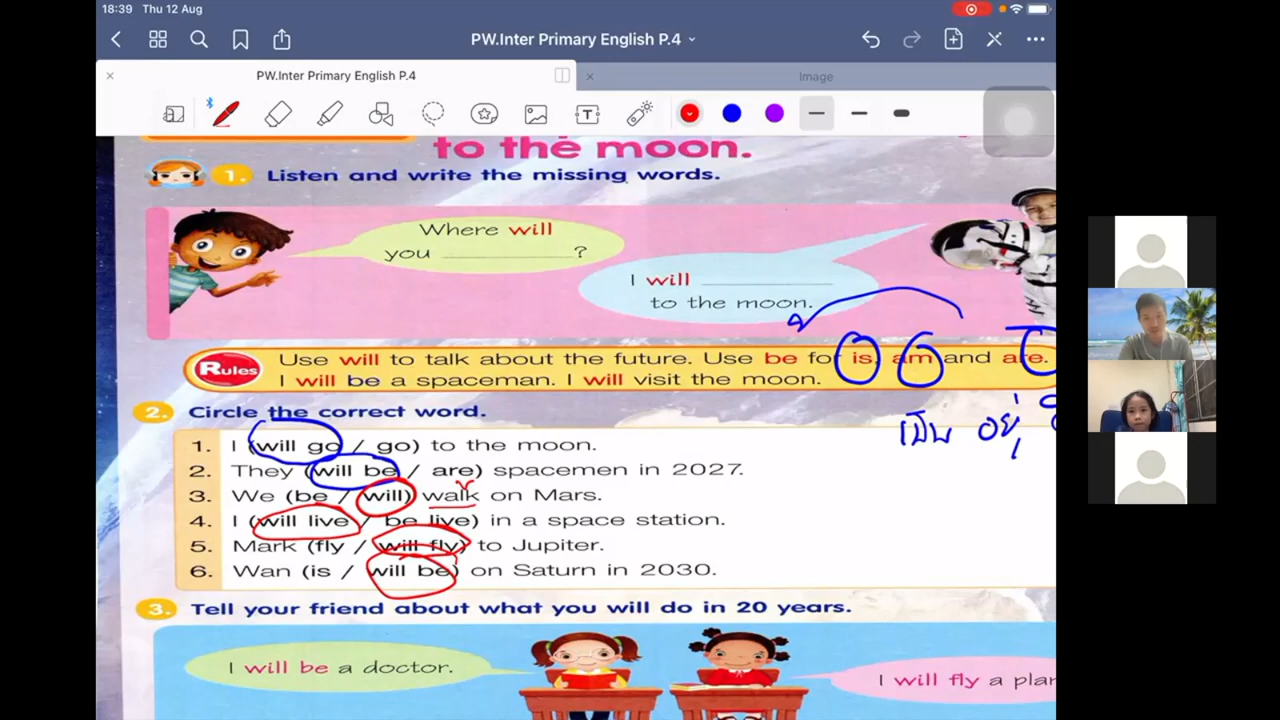 18:39 Thu 12 Aug
PW.Inter Primary English P.4
PW.Inter Primary English P.4
Image
T
to the moon.
1. Listen and write the missing words.
Where will
you ____________?
I will ____________
to the moon.
Rules
Use will to talk about the future. Use be for is, am and are.
I will be a spaceman. I will visit the moon.
เป็น อยู่
2. Circle the correct word.
1. I (will go / go) to the moon.
2. They (will be / are) spacemen in 2027.
3. We (be / will) walk on Mars.
4. I (will live / be live) in a space station.
5. Mark (fly / will fly) to Jupiter.
6. Wan (is / will be) on Saturn in 2030.
3. Tell your friend about what you will do in 20 years.
I will be a doctor.
I will fly a plan